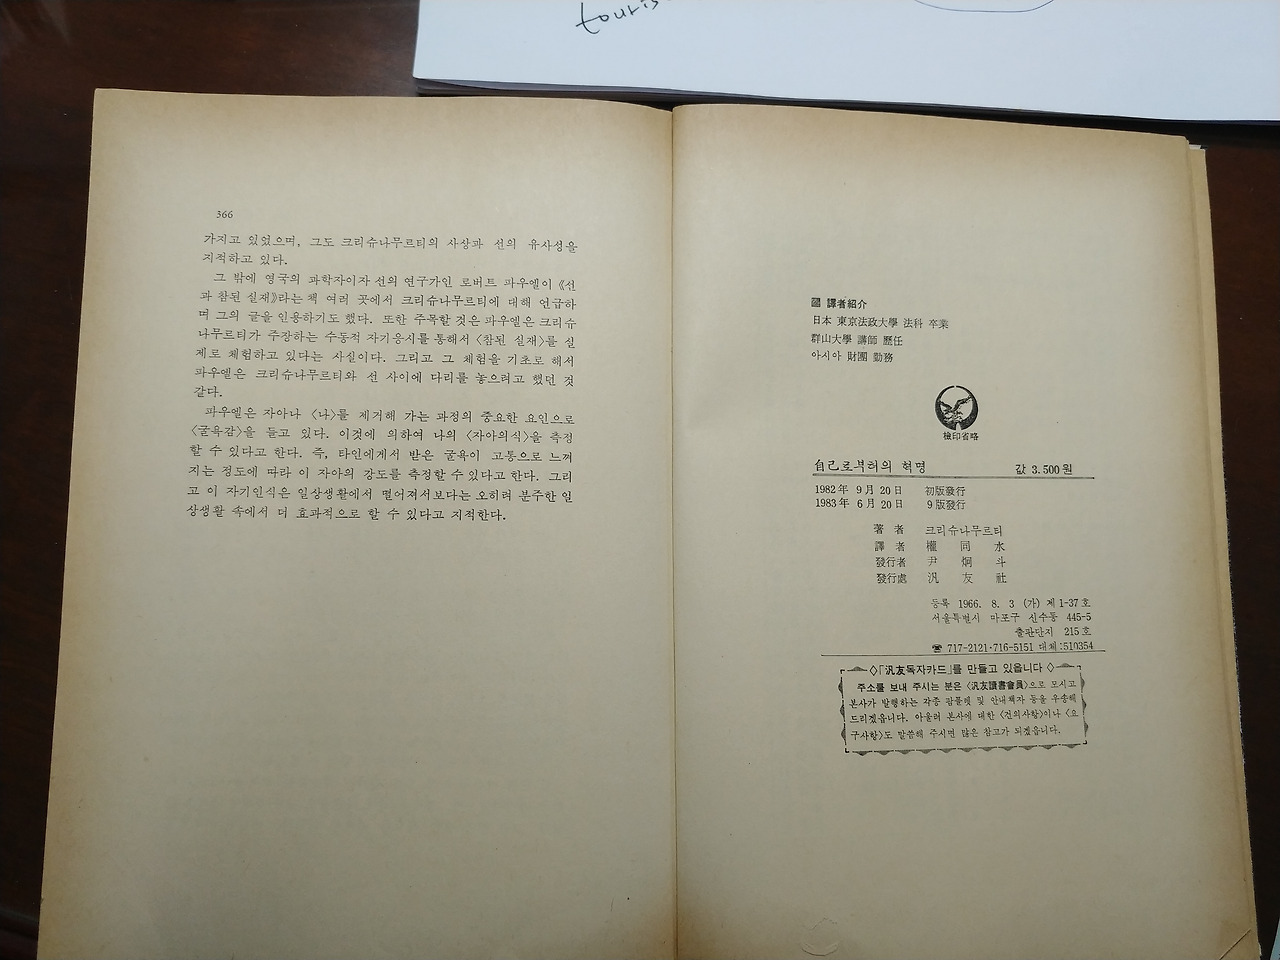 touris
366
가지고 있었으며, 그도 크리슈나무르티의 사상과 선의 유사성을
지적하고 있다.
그 밖에 영국의 과학자이자 선의 연구가인 로버트 파우엘이 《선
과 참된 실재》라는 책 여러 곳에서 크리슈나무르티에 대해 언급하
며 그의 글을 인용하기도 했다. 또한 주목할 것은 파우엘은 크리슈
나무르티가 주장하는 수동적 자기응시를 통해서 〈참된 실재〉를 실
제로 체험하고 있다는 사실이다. 그리고 그 체험을 기초로 해서
파우엘은 크리슈나무르티와 선 사이에 다리를 놓으려고 했던 것
같다.
파우엘은 자아나 〈나〉를 제거해 가는 과정의 중요한 요인으로
〈굴욕감〉을 들고 있다. 이것에 의하여 나의 〈자아의식〉을 측정
할 수 있다고 한다. 즉, 타인에게서 받은 굴욕이 고통으로 느껴
지는 정도에 따라 이 자아의 강도를 측정할 수 있다고 한다. 그리
고 이 자기인식은 일상생활에서 떨어져서보다는 오히려 분주한 일
상생활 속에서 더 효과적으로 할 수 있다고 지적한다.
譯者紹介
日本 東京法政大學 法科 卒業
群山大學 講師 歷任
아시아 財團 勤務
檢印省略
自己로부터의 혁명 값 3.500원
1982年 9月 20日 初版發行
1983年 6月 20日 9版發行
著者 크리슈나무르티
譯者 權同水
發行者 尹炯斗
發行處 汎友社
등록 1966. 8. 3 (가) 제1-37호
서울특별시 마포구 신수동 445-5
출판단지 215호
☎ 717-2121·716-5151 대체:510354
◇「汎友독자카드」를 만들고 있읍니다◇
주소를 보내 주시는 분은 〈汎友讀書會員〉으로 모시고
본사가 발행하는 각종 팜플렛 및 안내책자 등을 우송해
드리겠읍니다. 아울러 본사에 대한 〈건의사항〉이나 〈요
구사항〉도 말씀해 주시면 많은 참고가 되겠읍니다.